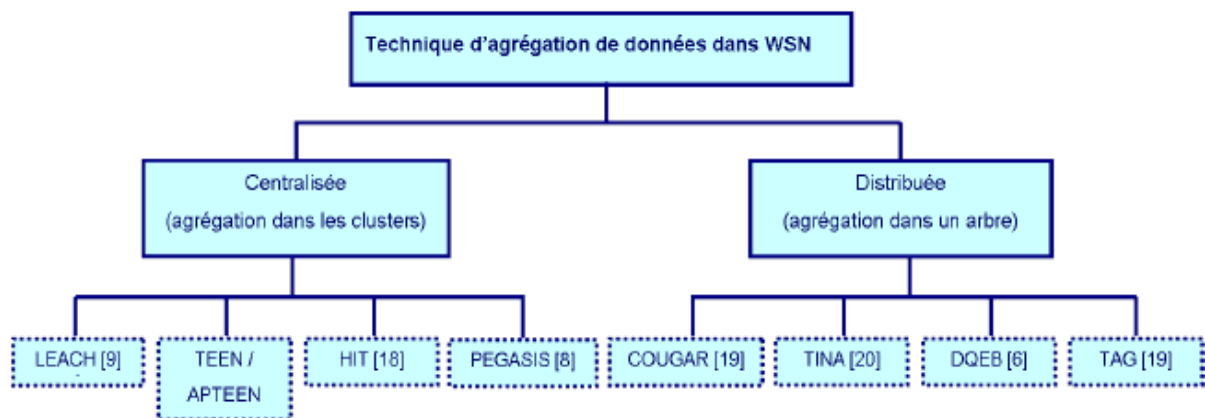 Technique d'agrégation de données dans WSN
Centralisée
(agrégation dans les clusters)
Distribuée
(agrégation dans un arbre)
LEACH [9]
TEEN /
APTEEN
HIT [18]
PEGASIS [8]
COUGAR [19]
TINA [20]
DQEB [6]
TAG [19]